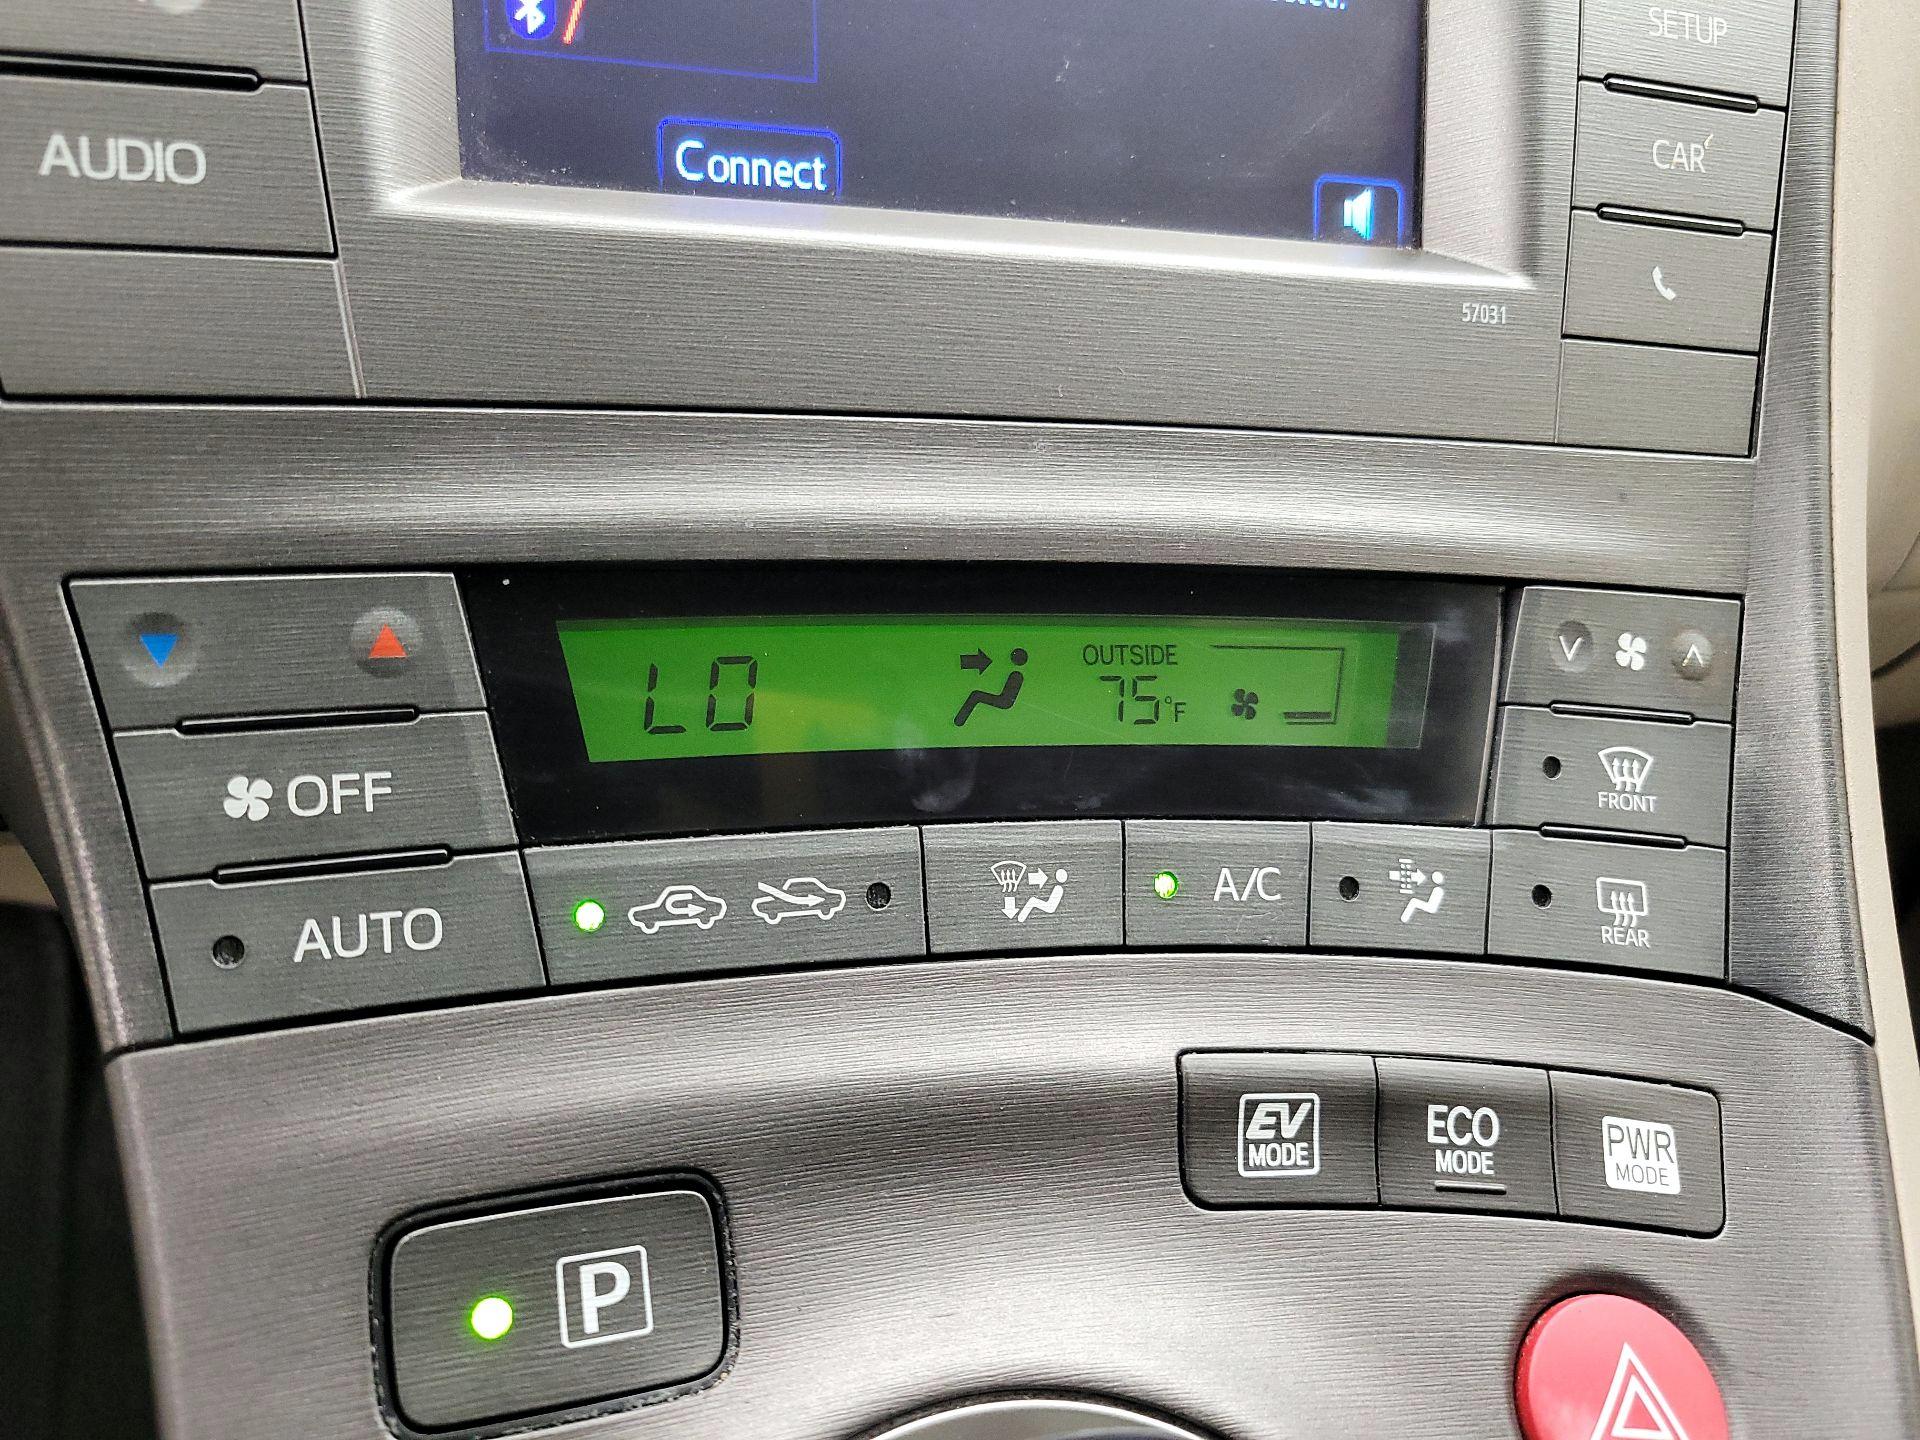 SETUP
AUDIO
Connect
CAR
57031
LO
OUTSIDE
75°F
OFF
FRONT
AUTO
A/C
REAR
EV
MODE
ECO
MODE
PWR
MODE
P